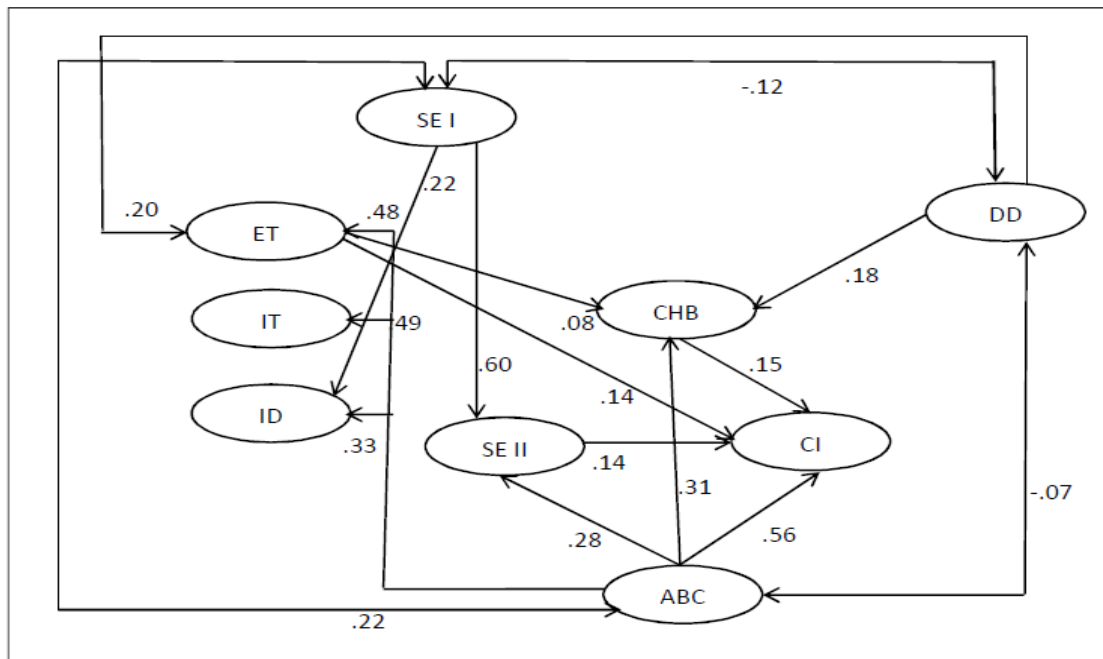 -.12
SE I
.22
.20
.48
ET
DD
.18
CHB
IT
49
.08
.15
.60
.14
ID
CI
.33
SE II
.14
.31
-.07
.28
.56
ABC
.22